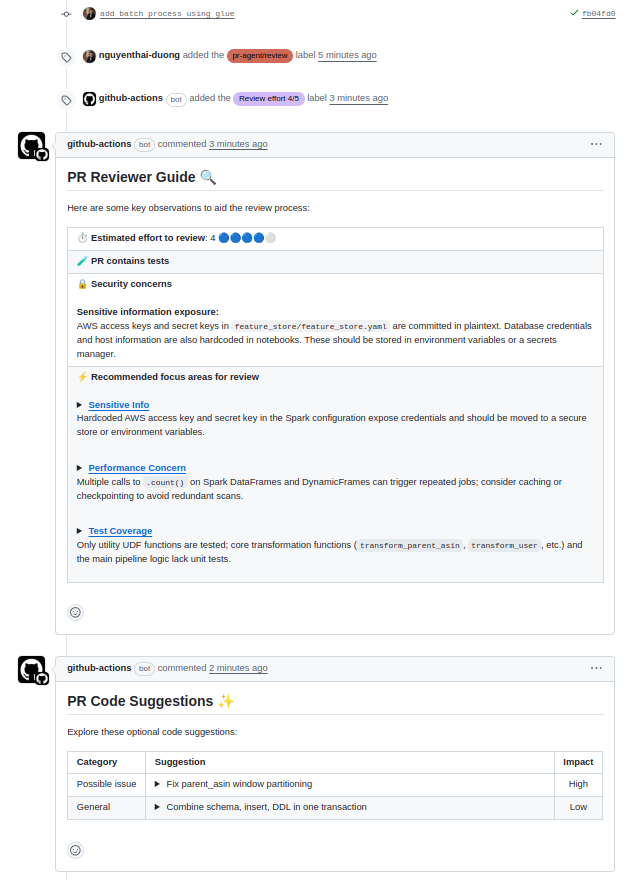 add batch process using glue fb04fd0
nguyenthai-duong added the pr-agent/review label 5 minutes ago
github-actions bot added the Review effort 4/5 label 3 minutes ago
github-actions bot commented 3 minutes ago ...
PR Reviewer Guide 🔍
Here are some key observations to aid the review process:
⏱️ Estimated effort to review: 4 🔵🔵🔵🔵⚪
🧪 PR contains tests
🔒 Security concerns
Sensitive information exposure:
AWS access keys and secret keys in feature_store/feature_store.yaml are committed in plaintext. Database credentials
and host information are also hardcoded in notebooks. These should be stored in environment variables or a secrets
manager.
⚡ Recommended focus areas for review
▶ Sensitive Info
Hardcoded AWS access key and secret key in the Spark configuration expose credentials and should be moved to a secure
store or environment variables.
▶ Performance Concern
Multiple calls to .count() on Spark DataFrames and DynamicFrames can trigger repeated jobs; consider caching or
checkpointing to avoid redundant scans.
▶ Test Coverage
Only utility UDF functions are tested; core transformation functions ( transform_parent_asin , transform_user , etc.) and
the main pipeline logic lack unit tests.
github-actions bot commented 2 minutes ago ...
PR Code Suggestions ✨
Explore these optional code suggestions:
Category Suggestion Impact
Possible issue ▶ Fix parent_asin window partitioning High
General ▶ Combine schema, insert, DDL in one transaction Low